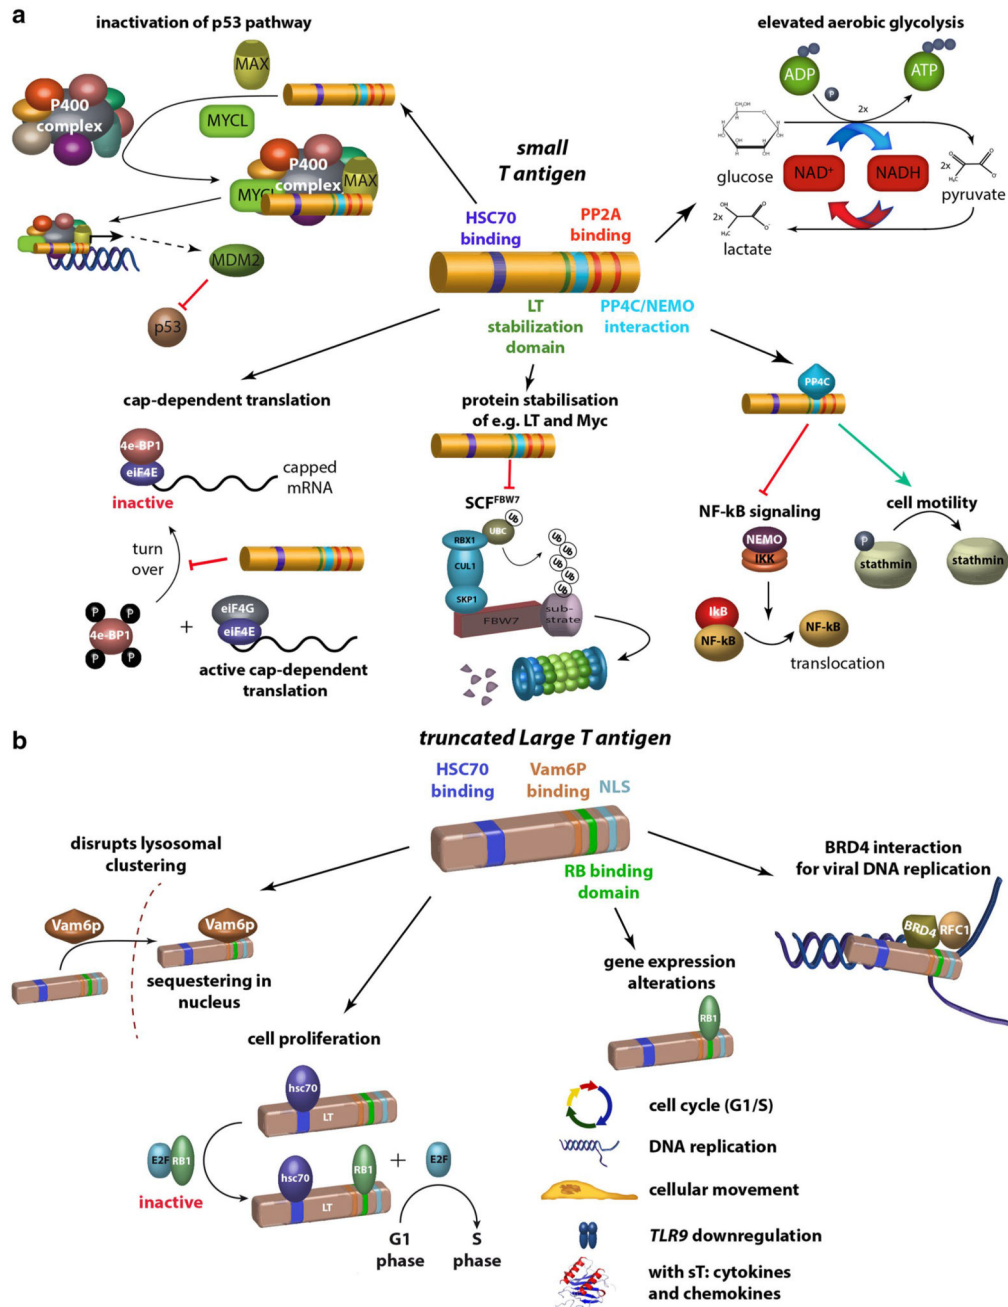 a
inactivation of p53 pathway
MAX
P400
complex
MYCL
P400
complex
MAX
MYCL
MDM2
p53
small
T antigen
HSC70
binding
PP2A
binding
LT
stabilization
domain
PP4C/NEMO
interaction
elevated aerobic glycolysis
ADP
ATP
P
2x
glucose
NAD+
NADH
2x
pyruvate
2x
lactate
cap-dependent translation
4e-BP1
eiF4E
inactive
capped
mRNA
turn
over
P
P
4e-BP1
P
P
+
eiF4G
eiF4E
active cap-dependent
translation
protein stabilisation
of e.g. LT and Myc
SCFFBW7
Ub
UBC
RBX1
CUL1
SKP1
FBW7
Ub
Ub
Ub
Ub
Ub
sub-
strate
PP4C
NF-kB signaling
NEMO
IKK
IkB
NF-kB
NF-kB
translocation
cell motility
P
stathmin
stathmin
b
truncated Large T antigen
HSC70
binding
Vam6P
binding
NLS
RB binding
domain
disrupts lysosomal
clustering
Vam6p
Vam6p
sequestering in
nucleus
cell proliferation
hsc70
LT
E2F
RB1
inactive
hsc70
RB1
LT
+
E2F
G1
phase
S
phase
gene expression
alterations
RB1
cell cycle (G1/S)
DNA replication
cellular movement
TLR9 downregulation
with sT: cytokines
and chemokines
BRD4 interaction
for viral DNA replication
BRD4
RFC1